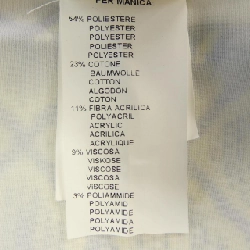 PER MANICA
54% POLIESTERE
POLYESTER
POLYESTER
POLIESTER
POLYESTER
23% COTONE
BAUMWOLLE
COTTON
ALGODON
COTON
11% FIBRA ACRILICA
POLYACRIL
ACRYLIC
ACRILICA
ACRYLIQUE
9% VISCOSA
VISKOSE
VISCOSE
VISCOSA
VISCOSE
3% POLIAMMIDE
POLYAMID
POLYAMIDE
POLIAMIDA
POLYAMIDE